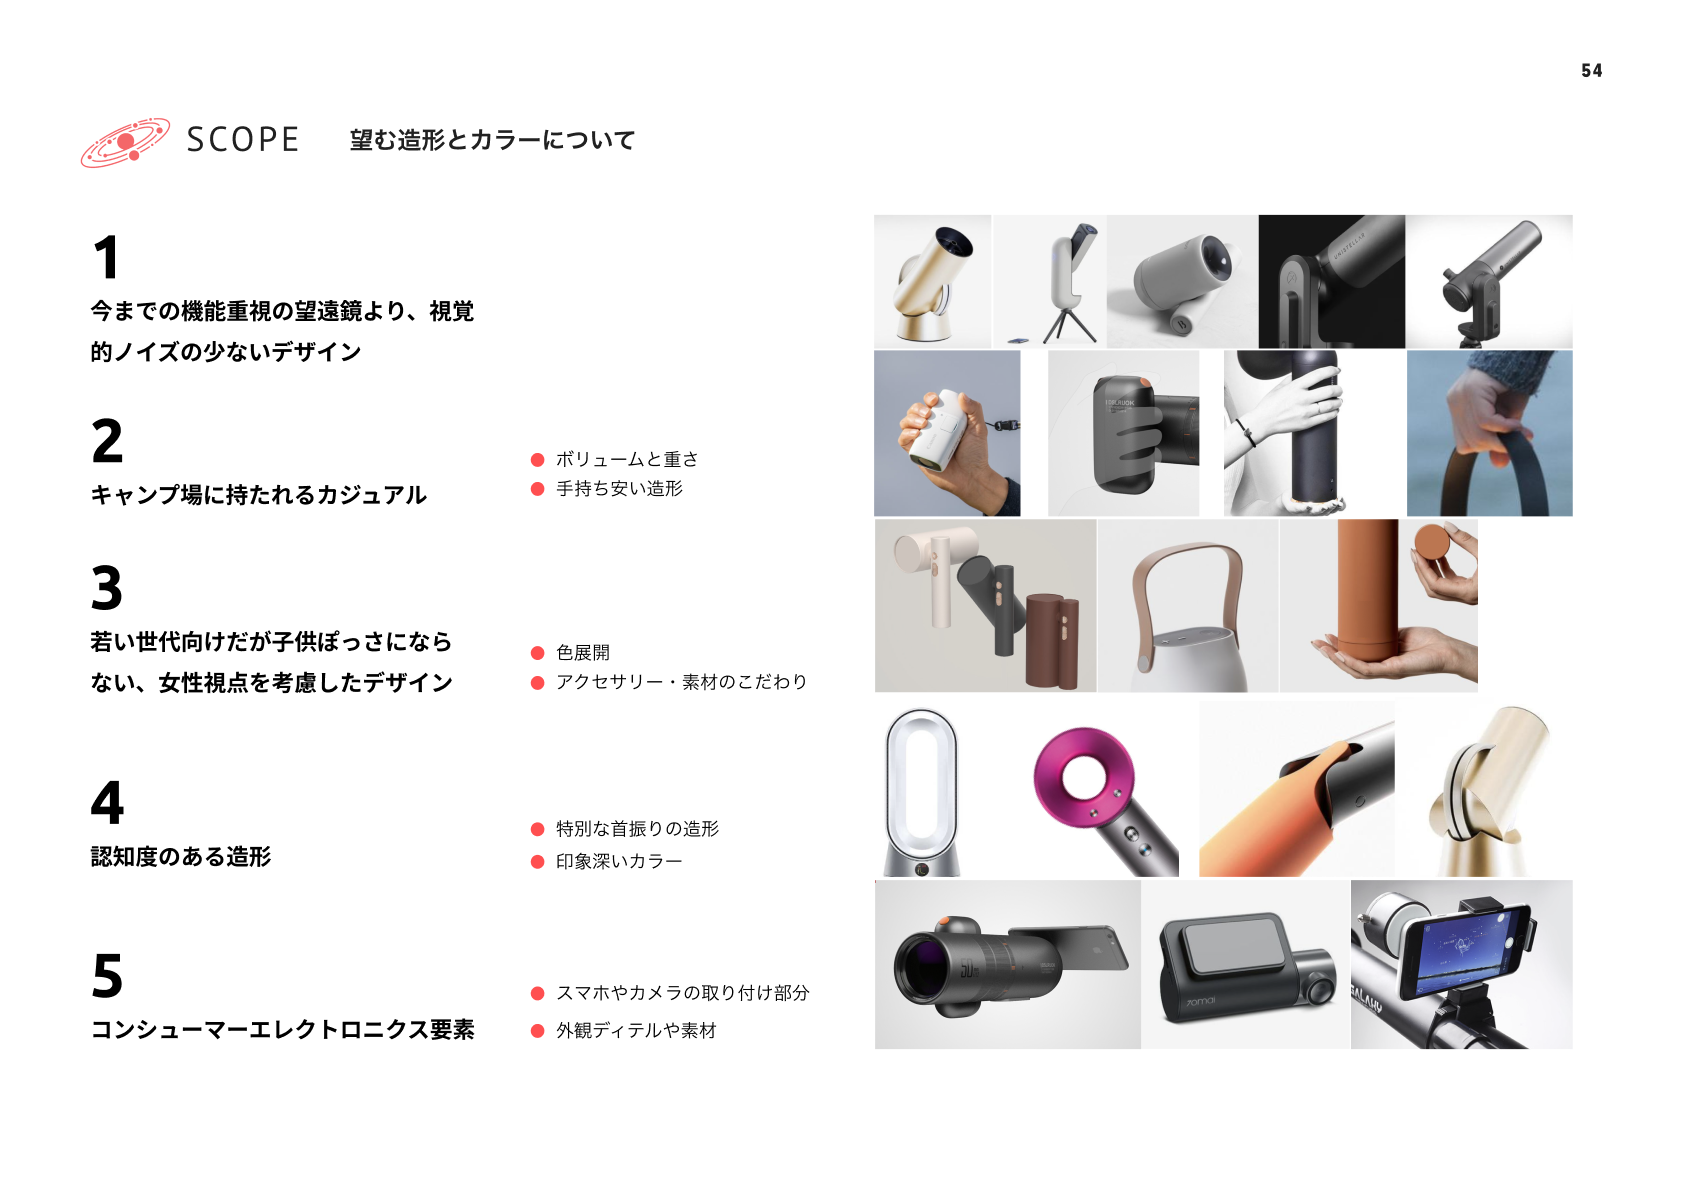 54
SCOPE 望む造形とカラーについて
1
今までの機能重視の望遠鏡より、視覚
的ノイズの少ないデザイン
2
キャンプ場に持たれるカジュアル
ボリュームと重さ
手持ち安い造形
3
若い世代向けだが子供ぽっさになら
ない、女性視点を考慮したデザイン
色展開
アクセサリー・素材のこだわり
4
認知度のある造形
特別な首振りの造形
印象深いカラー
5
コンシューマーエレクトロニクス要素
スマホやカメラの取り付け部分
外観ディテルや素材
UNISTELLAR
50
70mai
GALAXY